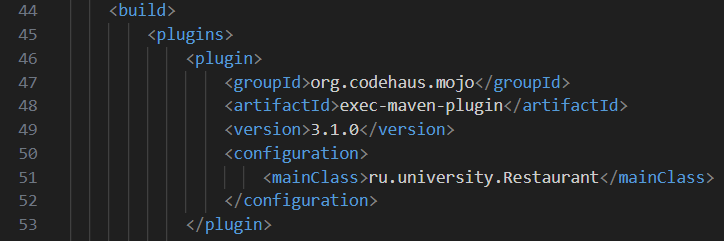 44 <build>
45 <plugins>
46 <plugin>
47 <groupId>org.codehaus.mojo</groupId>
48 <artifactId>exec-maven-plugin</artifactId>
49 <version>3.1.0</version>
50 <configuration>
51 <mainClass>ru.university.Restaurant</mainClass>
52 </configuration>
53 </plugin>